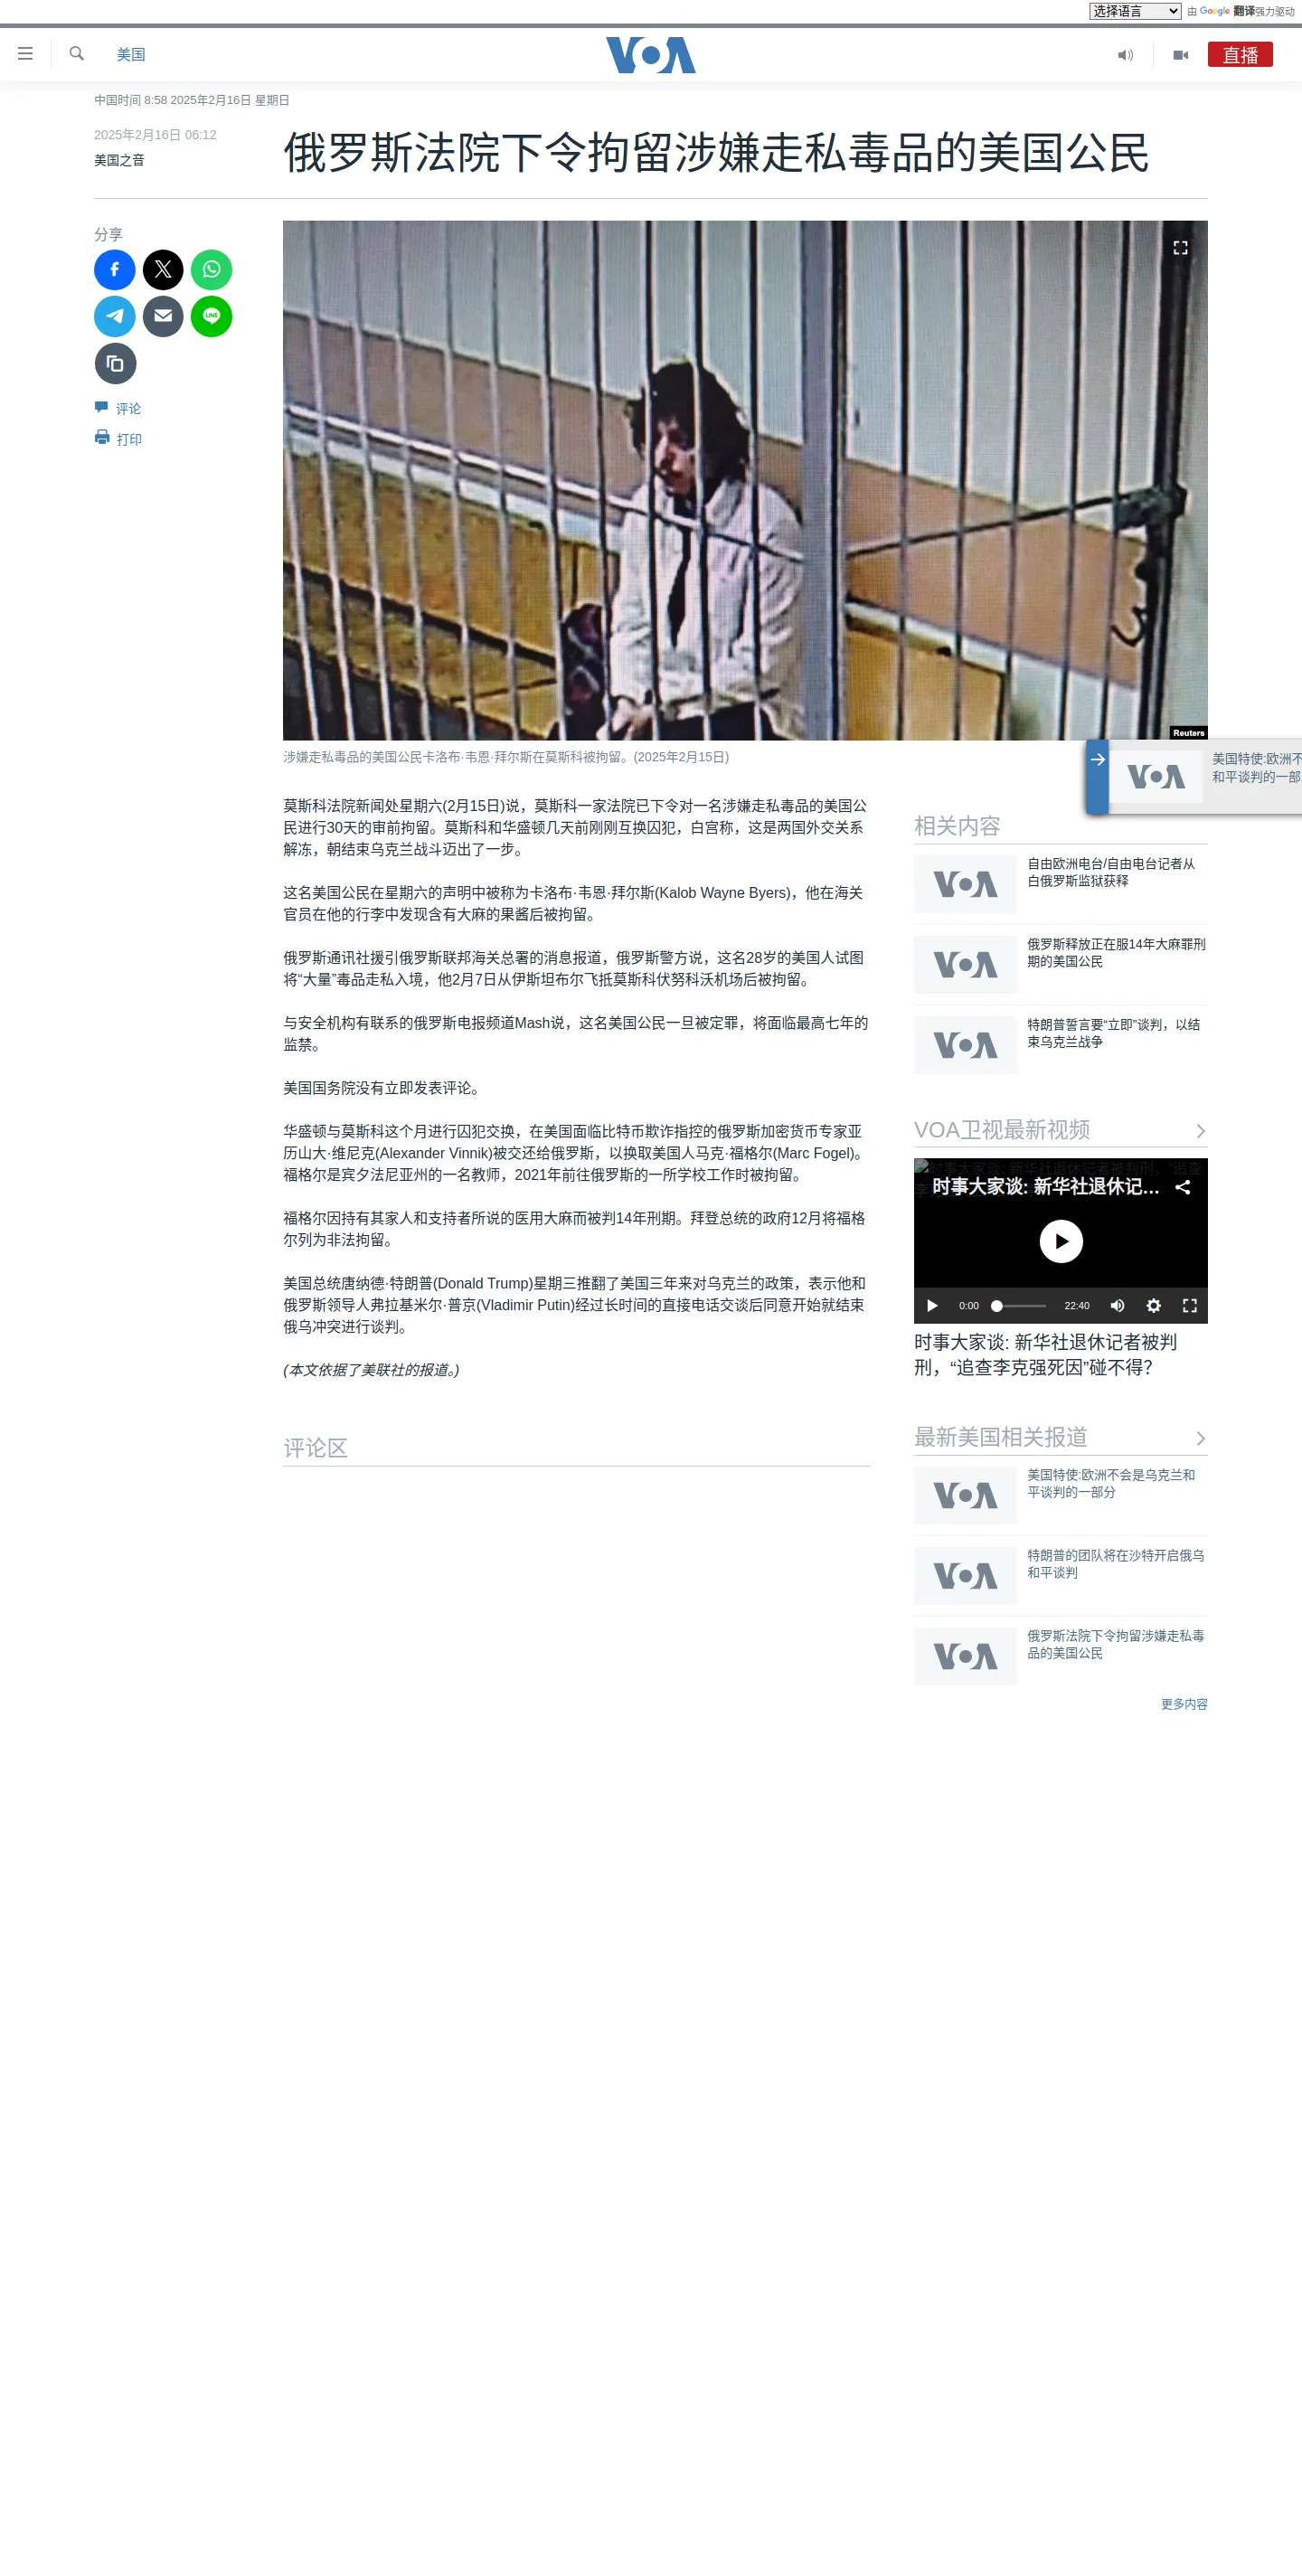 选择语言 由 Google 翻译强力驱动
美国
VOA
直播
中国时间 8:58 2025年2月16日 星期日
2025年2月16日 06:12
美国之音
俄罗斯法院下令拘留涉嫌走私毒品的美国公民
分享
LINE
评论
打印
Reuters
涉嫌走私毒品的美国公民卡洛布·韦恩·拜尔斯在莫斯科被拘留。(2025年2月15日)
VOA
美国特使:欧洲不
和平谈判的一部
莫斯科法院新闻处星期六(2月15日)说，莫斯科一家法院已下令对一名涉嫌走私毒品的美国公
民进行30天的审前拘留。莫斯科和华盛顿几天前刚刚互换囚犯，白宫称，这是两国外交关系
解冻，朝结束乌克兰战斗迈出了一步。
这名美国公民在星期六的声明中被称为卡洛布·韦恩·拜尔斯(Kalob Wayne Byers)，他在海关
官员在他的行李中发现含有大麻的果酱后被拘留。
俄罗斯通讯社援引俄罗斯联邦海关总署的消息报道，俄罗斯警方说，这名28岁的美国人试图
将“大量”毒品走私入境，他2月7日从伊斯坦布尔飞抵莫斯科伏努科沃机场后被拘留。
与安全机构有联系的俄罗斯电报频道Mash说，这名美国公民一旦被定罪，将面临最高七年的
监禁。
美国国务院没有立即发表评论。
华盛顿与莫斯科这个月进行囚犯交换，在美国面临比特币欺诈指控的俄罗斯加密货币专家亚
历山大·维尼克(Alexander Vinnik)被交还给俄罗斯，以换取美国人马克·福格尔(Marc Fogel)。
福格尔是宾夕法尼亚州的一名教师，2021年前往俄罗斯的一所学校工作时被拘留。
福格尔因持有其家人和支持者所说的医用大麻而被判14年刑期。拜登总统的政府12月将福格
尔列为非法拘留。
美国总统唐纳德·特朗普(Donald Trump)星期三推翻了美国三年来对乌克兰的政策，表示他和
俄罗斯领导人弗拉基米尔·普京(Vladimir Putin)经过长时间的直接电话交谈后同意开始就结束
俄乌冲突进行谈判。
(本文依据了美联社的报道。)
评论区
相关内容
VOA
自由欧洲电台/自由电台记者从
白俄罗斯监狱获释
VOA
俄罗斯释放正在服14年大麻罪刑
期的美国公民
VOA
特朗普誓言要“立即”谈判，以结
束乌克兰战争
VOA卫视最新视频
时事大家谈: 新华社退休记者被判刑，“追查
时事大家谈: 新华社退休记...
0:00 22:40
时事大家谈: 新华社退休记者被判
刑，“追查李克强死因”碰不得？
最新美国相关报道
VOA
美国特使:欧洲不会是乌克兰和
平谈判的一部分
VOA
特朗普的团队将在沙特开启俄乌
和平谈判
VOA
俄罗斯法院下令拘留涉嫌走私毒
品的美国公民
更多内容